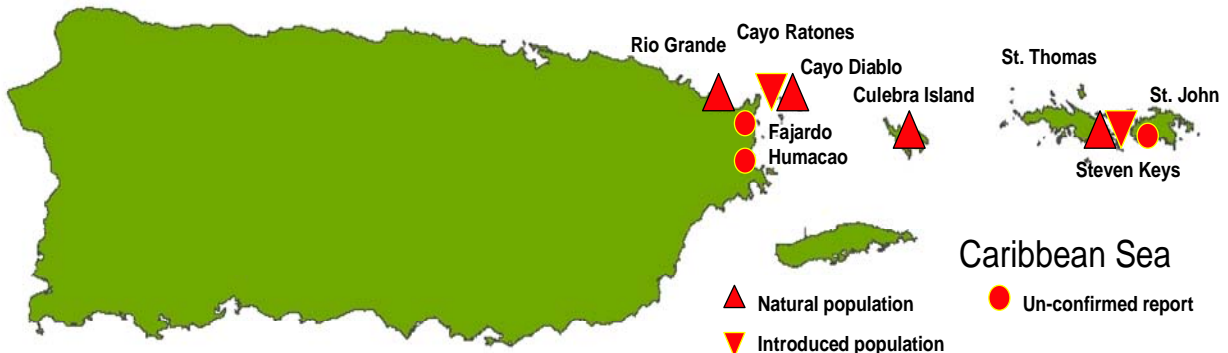 Cayo Ratones
Rio Grande
St. Thomas
Cayo Diablo
Culebra Island
St. John
Fajardo
Humacao
Steven Keys
Caribbean Sea
Natural population
Un-confirmed report
Introduced population